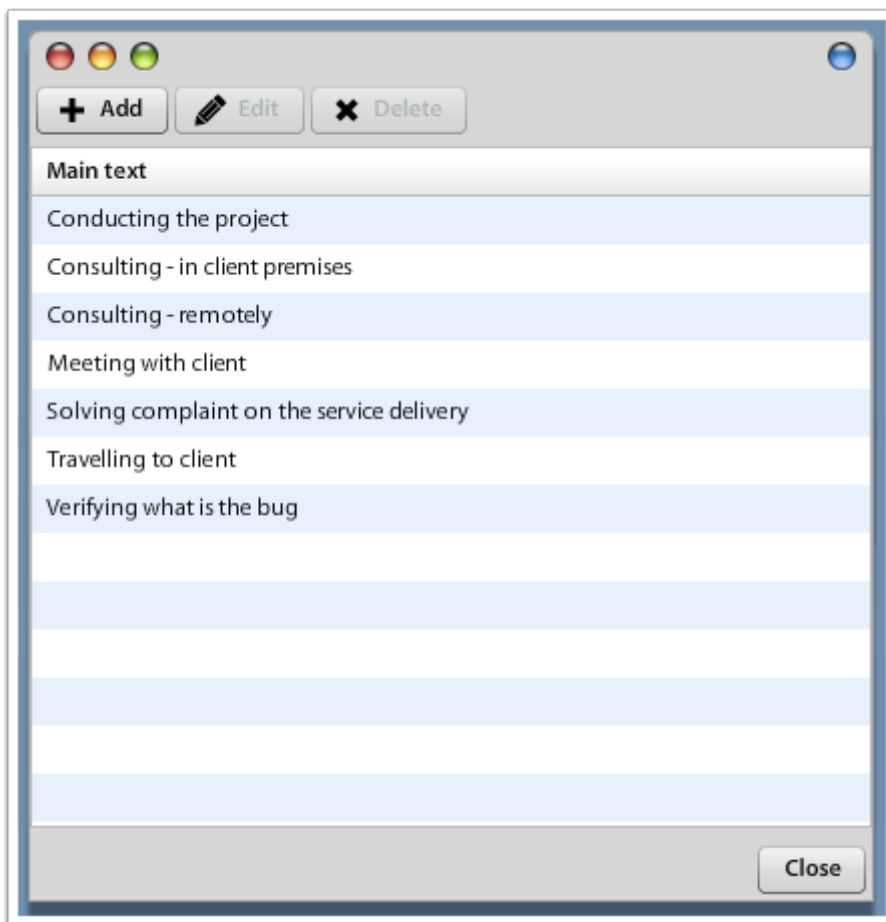 Add Edit Delete
Main text
Conducting the project
Consulting - in client premises
Consulting - remotely
Meeting with client
Solving complaint on the service delivery
Travelling to client
Verifying what is the bug
Close